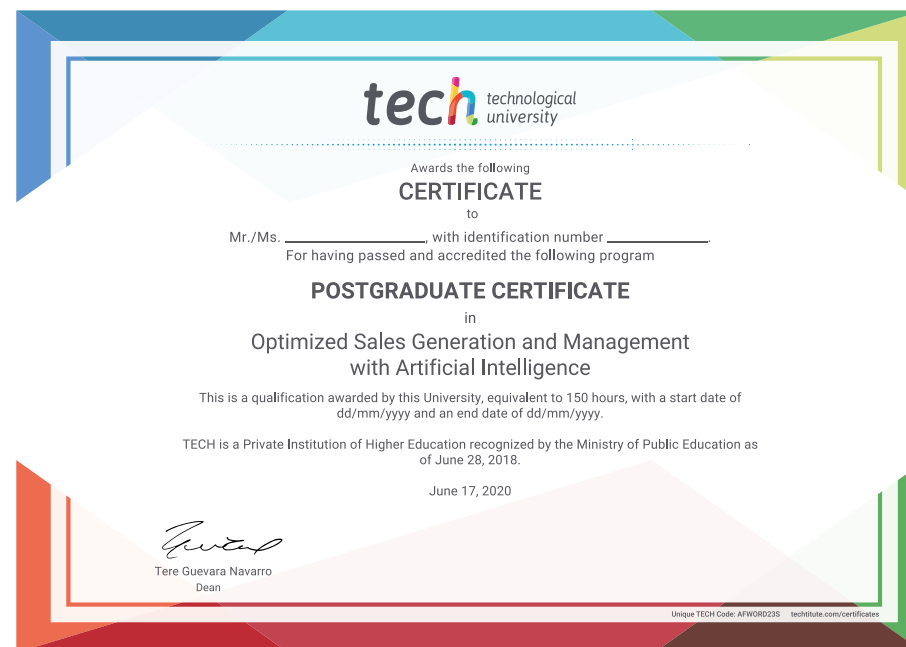 tech technological
university
Awards the following
CERTIFICATE
to
Mr./Ms. ____________________, with identification number ______________.
For having passed and accredited the following program
POSTGRADUATE CERTIFICATE
in
Optimized Sales Generation and Management
with Artificial Intelligence
This is a qualification awarded by this University, equivalent to 150 hours, with a start date of
dd/mm/yyyy and an end date of dd/mm/yyyy.
TECH is a Private Institution of Higher Education recognized by the Ministry of Public Education as
of June 28, 2018.
June 17, 2020
Tere Guevara Navarro
Dean
Unique TECH Code: AFWORD23S techtitute.com/certificates